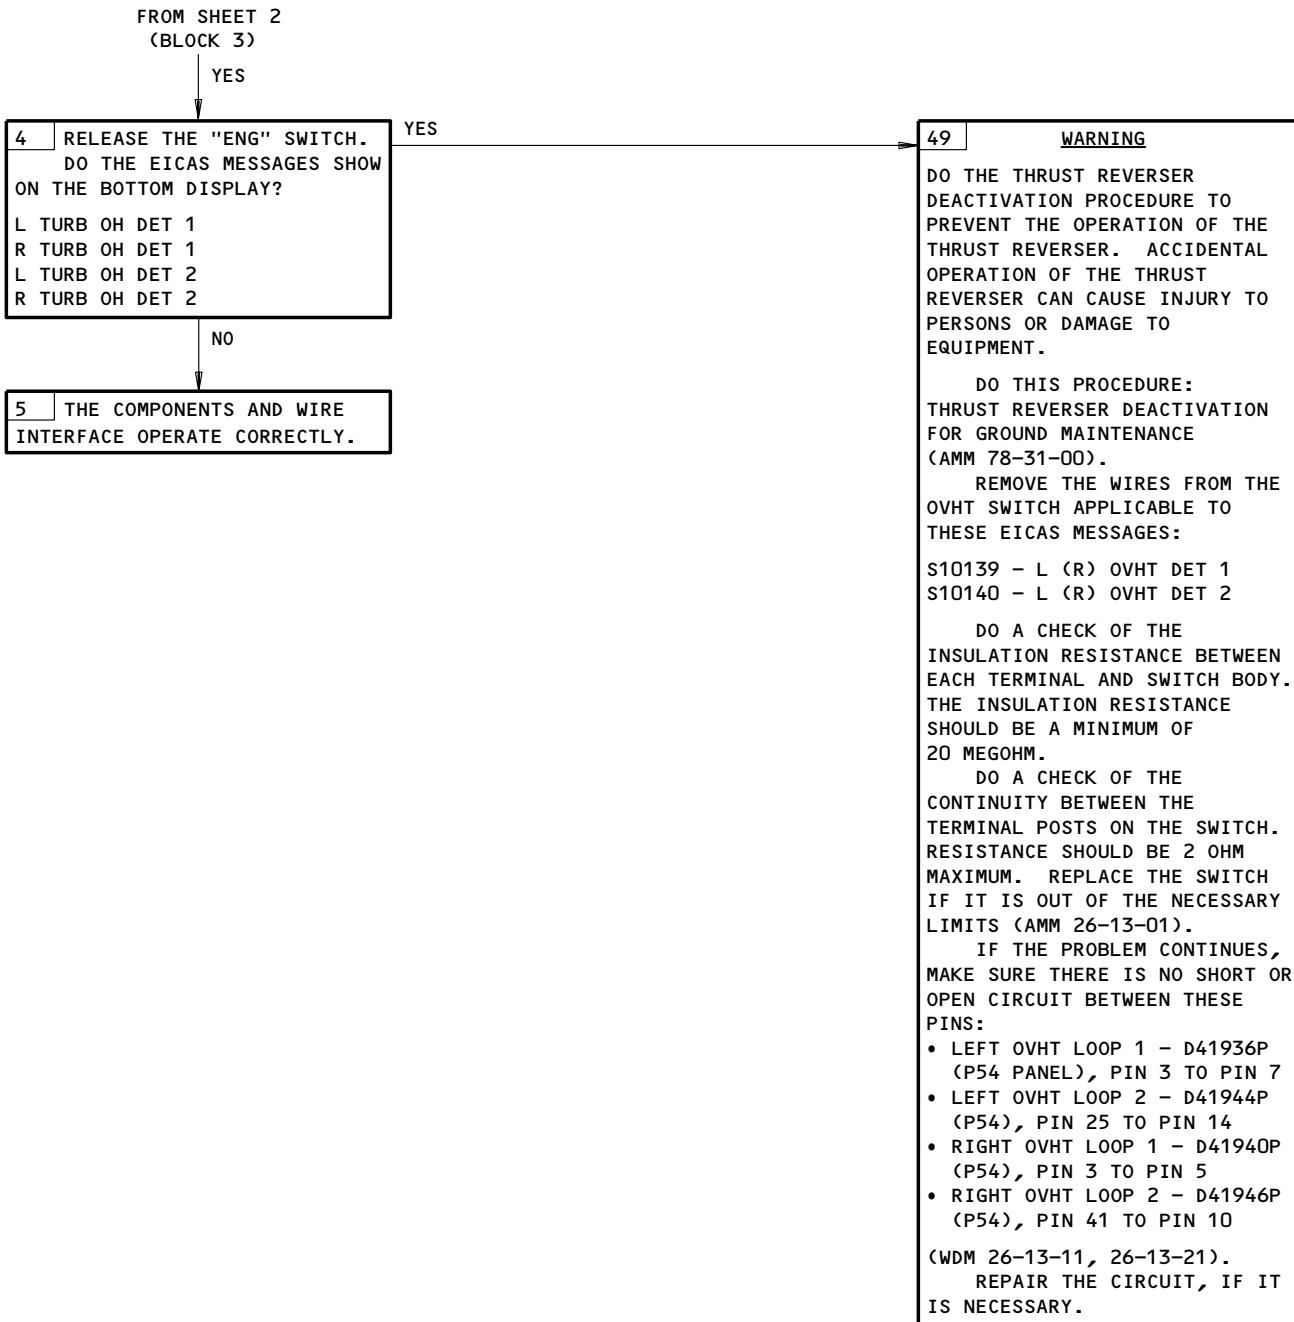 FROM SHEET 2
(BLOCK 3)
YES
4 RELEASE THE "ENG" SWITCH.
DO THE EICAS MESSAGES SHOW
ON THE BOTTOM DISPLAY?
L TURB OH DET 1
R TURB OH DET 1
L TURB OH DET 2
R TURB OH DET 2
YES
NO
5 THE COMPONENTS AND WIRE
INTERFACE OPERATE CORRECTLY.
49 WARNING
DO THE THRUST REVERSER
DEACTIVATION PROCEDURE TO
PREVENT THE OPERATION OF THE
THRUST REVERSER. ACCIDENTAL
OPERATION OF THE THRUST
REVERSER CAN CAUSE INJURY TO
PERSONS OR DAMAGE TO
EQUIPMENT.
DO THIS PROCEDURE:
THRUST REVERSER DEACTIVATION
FOR GROUND MAINTENANCE
(AMM 78-31-00).
REMOVE THE WIRES FROM THE
OVHT SWITCH APPLICABLE TO
THESE EICAS MESSAGES:
S10139 - L (R) OVHT DET 1
S10140 - L (R) OVHT DET 2
DO A CHECK OF THE
INSULATION RESISTANCE BETWEEN
EACH TERMINAL AND SWITCH BODY.
THE INSULATION RESISTANCE
SHOULD BE A MINIMUM OF
20 MEGOHM.
DO A CHECK OF THE
CONTINUITY BETWEEN THE
TERMINAL POSTS ON THE SWITCH.
RESISTANCE SHOULD BE 2 OHM
MAXIMUM. REPLACE THE SWITCH
IF IT IS OUT OF THE NECESSARY
LIMITS (AMM 26-13-01).
IF THE PROBLEM CONTINUES,
MAKE SURE THERE IS NO SHORT OR
OPEN CIRCUIT BETWEEN THESE
PINS:
• LEFT OVHT LOOP 1 - D41936P
(P54 PANEL), PIN 3 TO PIN 7
• LEFT OVHT LOOP 2 - D41944P
(P54), PIN 25 TO PIN 14
• RIGHT OVHT LOOP 1 - D41940P
(P54), PIN 3 TO PIN 5
• RIGHT OVHT LOOP 2 - D41946P
(P54), PIN 41 TO PIN 10
(WDM 26-13-11, 26-13-21).
REPAIR THE CIRCUIT, IF IT
IS NECESSARY.